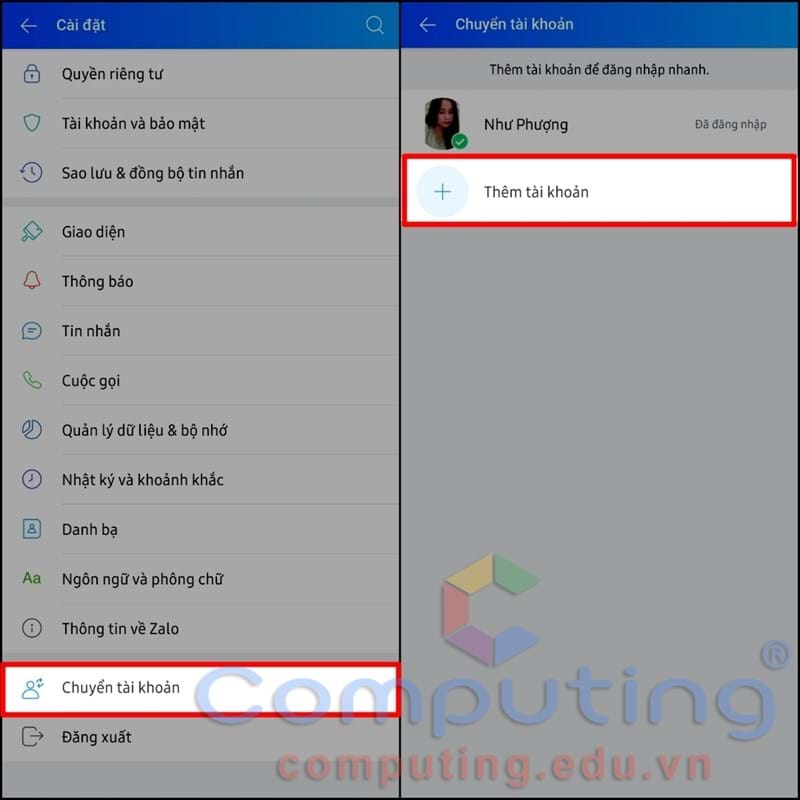 Cài đặt
Quyền riêng tư
Tài khoản và bảo mật
Sao lưu & đồng bộ tin nhắn
Giao diện
Thông báo
Tin nhắn
Cuộc gọi
Quản lý dữ liệu & bộ nhớ
Nhật ký và khoảnh khắc
Danh bạ
Aa Ngôn ngữ và phông chữ
Thông tin về Zalo
Chuyển tài khoản
Đăng xuất
Chuyển tài khoản
Thêm tài khoản để đăng nhập nhanh.
Như Phượng Đã đăng nhập
Thêm tài khoản
Computing®
computing.edu.vn